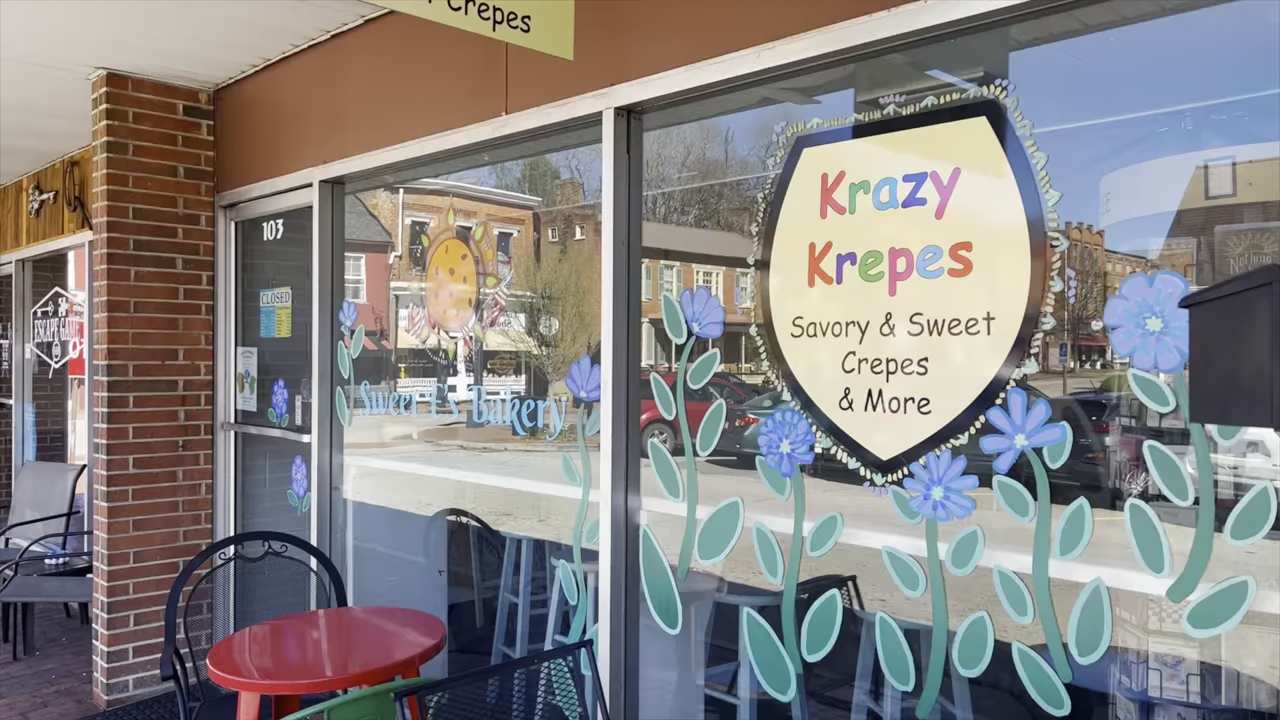 Crepes
103
CLOSED
ESCAPE GAME
Sweet E's Bakery
Krazy
Krepes
Savory & Sweet
Crepes
& More
Nothing